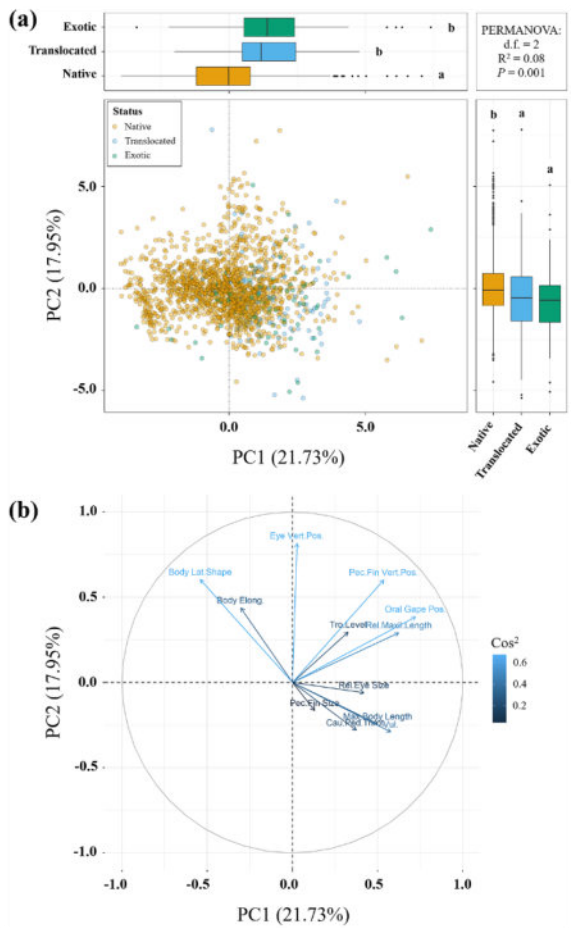 (a)
Exotic
b
Translocated
b
Native
a
PERMANOVA:
d.f. = 2
R² = 0.08
P = 0.001
Status
Native
Translocated
Exotic
b
a
a
5.0
0.0
-5.0
PC2 (17.95%)
0.0
5.0
PC1 (21.73%)
Native
Translocated
Exotic
(b)
1.0
0.5
0.0
-0.5
-1.0
PC2 (17.95%)
Eye Vert.Pos.
Body Lat.Shape
Pec.Fin Vert.Pos.
Body Elong.
Oral Gape Pos.
Tro.Level
Rel Maxil Length
Rel Eye Size
Pec.Fin Size
Max.Body Length
Cau.Ped.Thrott
Vul.
Cos²
0.6
0.4
0.2
-1.0
-0.5
0.0
0.5
1.0
PC1 (21.73%)